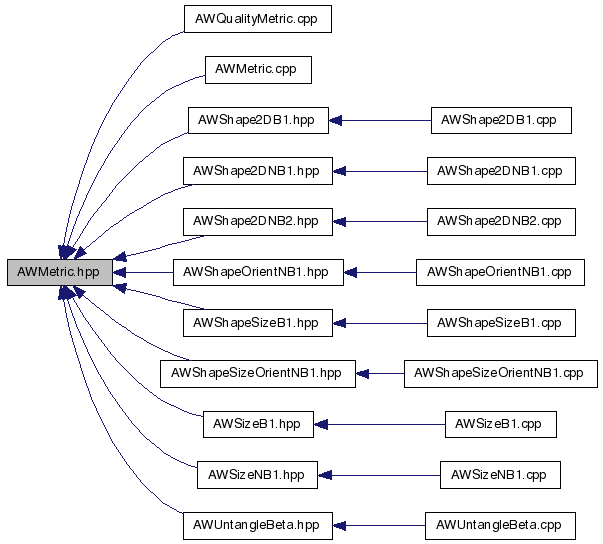 AWQualityMetric.cpp
AWMetric.cpp
AWShape2DB1.hpp
AWShape2DB1.cpp
AWShape2DNB1.hpp
AWShape2DNB1.cpp
AWShape2DNB2.hpp
AWShape2DNB2.cpp
AWMetric.hpp
AWShapeOrientNB1.hpp
AWShapeOrientNB1.cpp
AWShapeSizeB1.hpp
AWShapeSizeB1.cpp
AWShapeSizeOrientNB1.hpp
AWShapeSizeOrientNB1.cpp
AWSizeB1.hpp
AWSizeB1.cpp
AWSizeNB1.hpp
AWSizeNB1.cpp
AWUntangleBeta.hpp
AWUntangleBeta.cpp